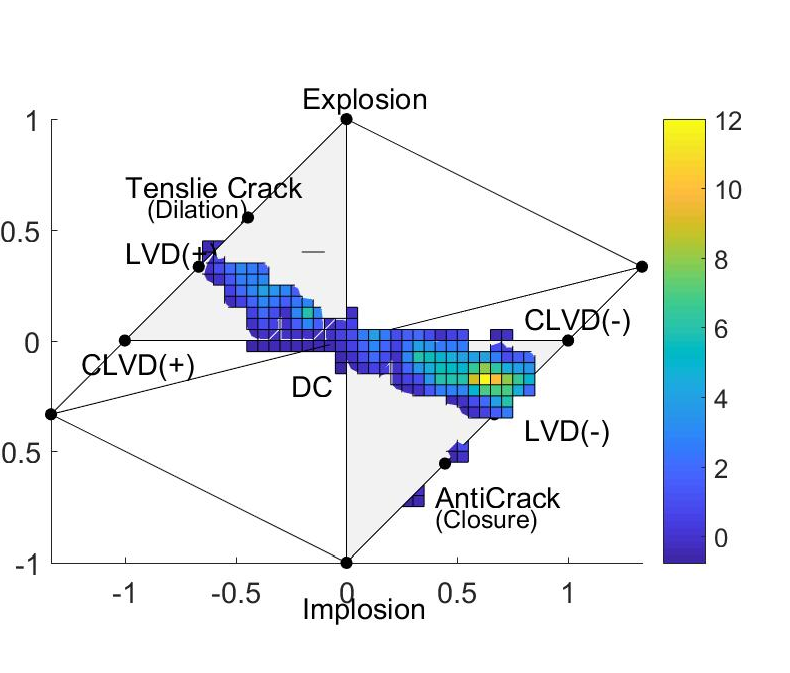 Explosion
1
12
Tenslie Crack
(Dilation)
10
0.5
LVD(+)
8
CLVD(-)
0
6
CLVD(+)
DC
4
LVD(-)
0.5
2
AntiCrack
(Closure)
0
-1
-1
-0.5
0
0.5
1
Implosion